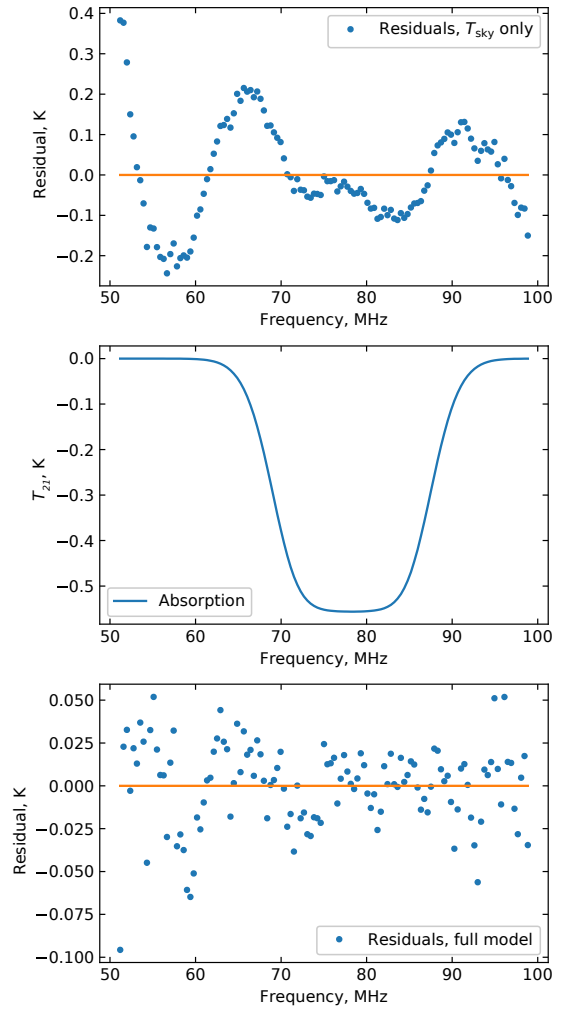 Residuals, T_sky only
Residual, K
0.4
0.3
0.2
0.1
0.0
−0.1
−0.2
50 60 70 80 90 100
Frequency, MHz
T_21, K
0.0
−0.1
−0.2
−0.3
−0.4
−0.5
Absorption
50 60 70 80 90 100
Frequency, MHz
Residual, K
0.050
0.025
0.000
−0.025
−0.050
−0.075
−0.100
Residuals, full model
50 60 70 80 90 100
Frequency, MHz